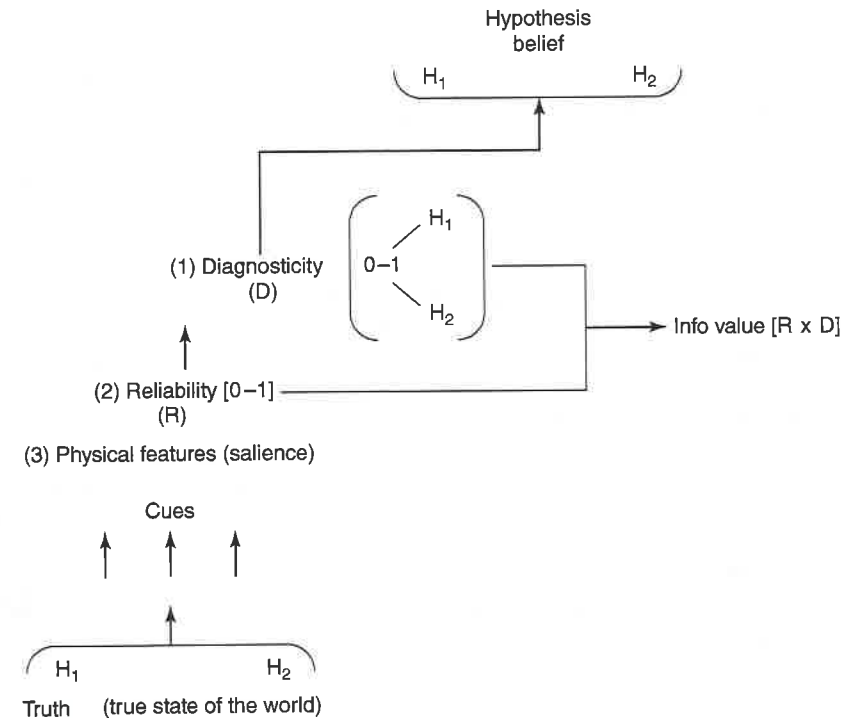 Hypothesis
belief
H₁ H₂
H₁
(1) Diagnosticity 0–1
(D)
H₂
Info value [R x D]
(2) Reliability [0–1]
(R)
(3) Physical features (salience)
Cues
H₁ H₂
Truth (true state of the world)